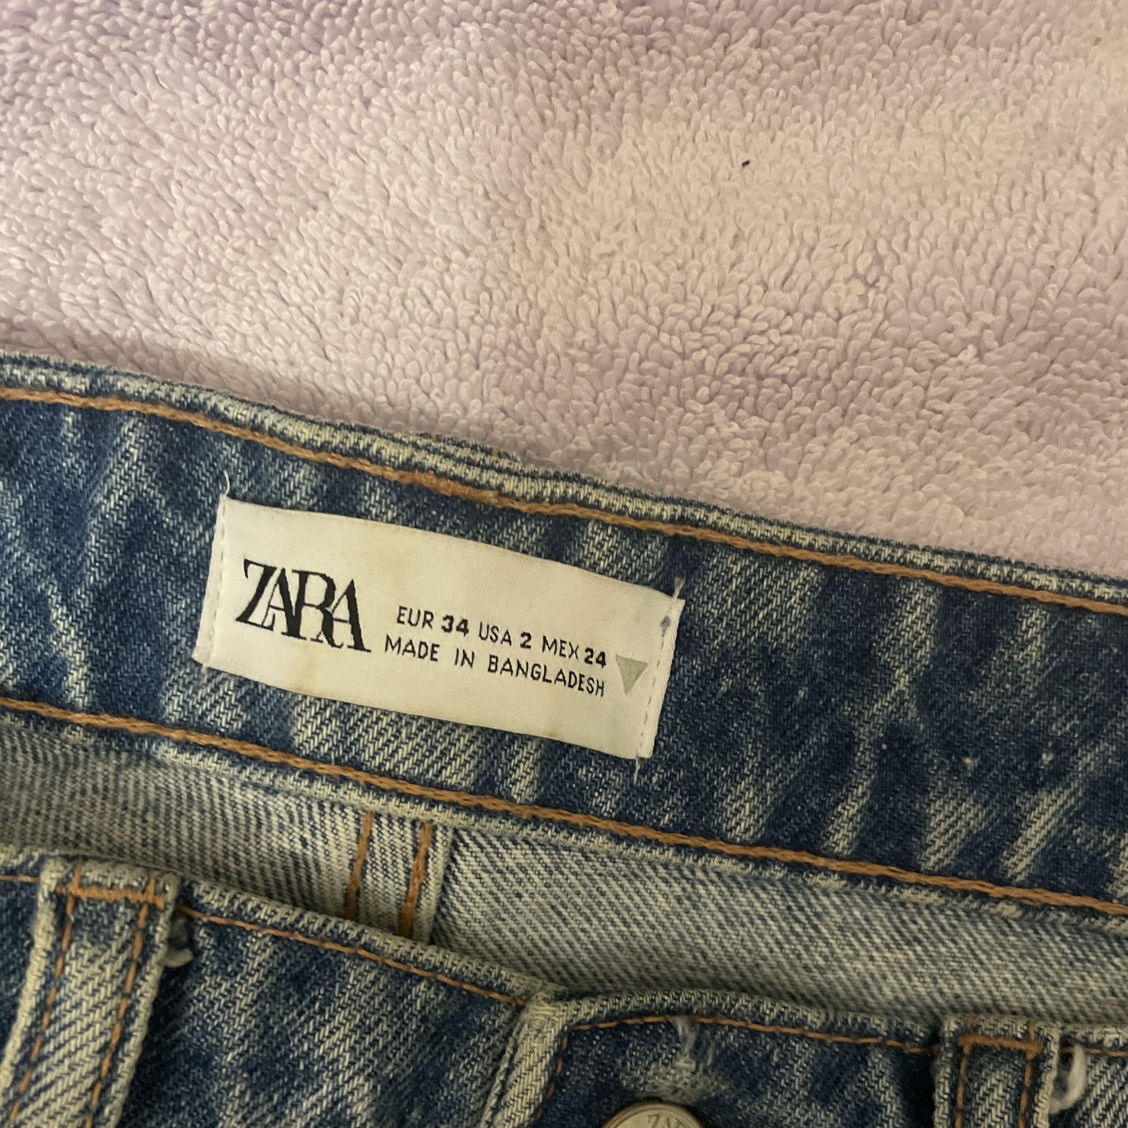 ZARA
EUR 34 USA 2 MEX 24
MADE IN BANGLADESH